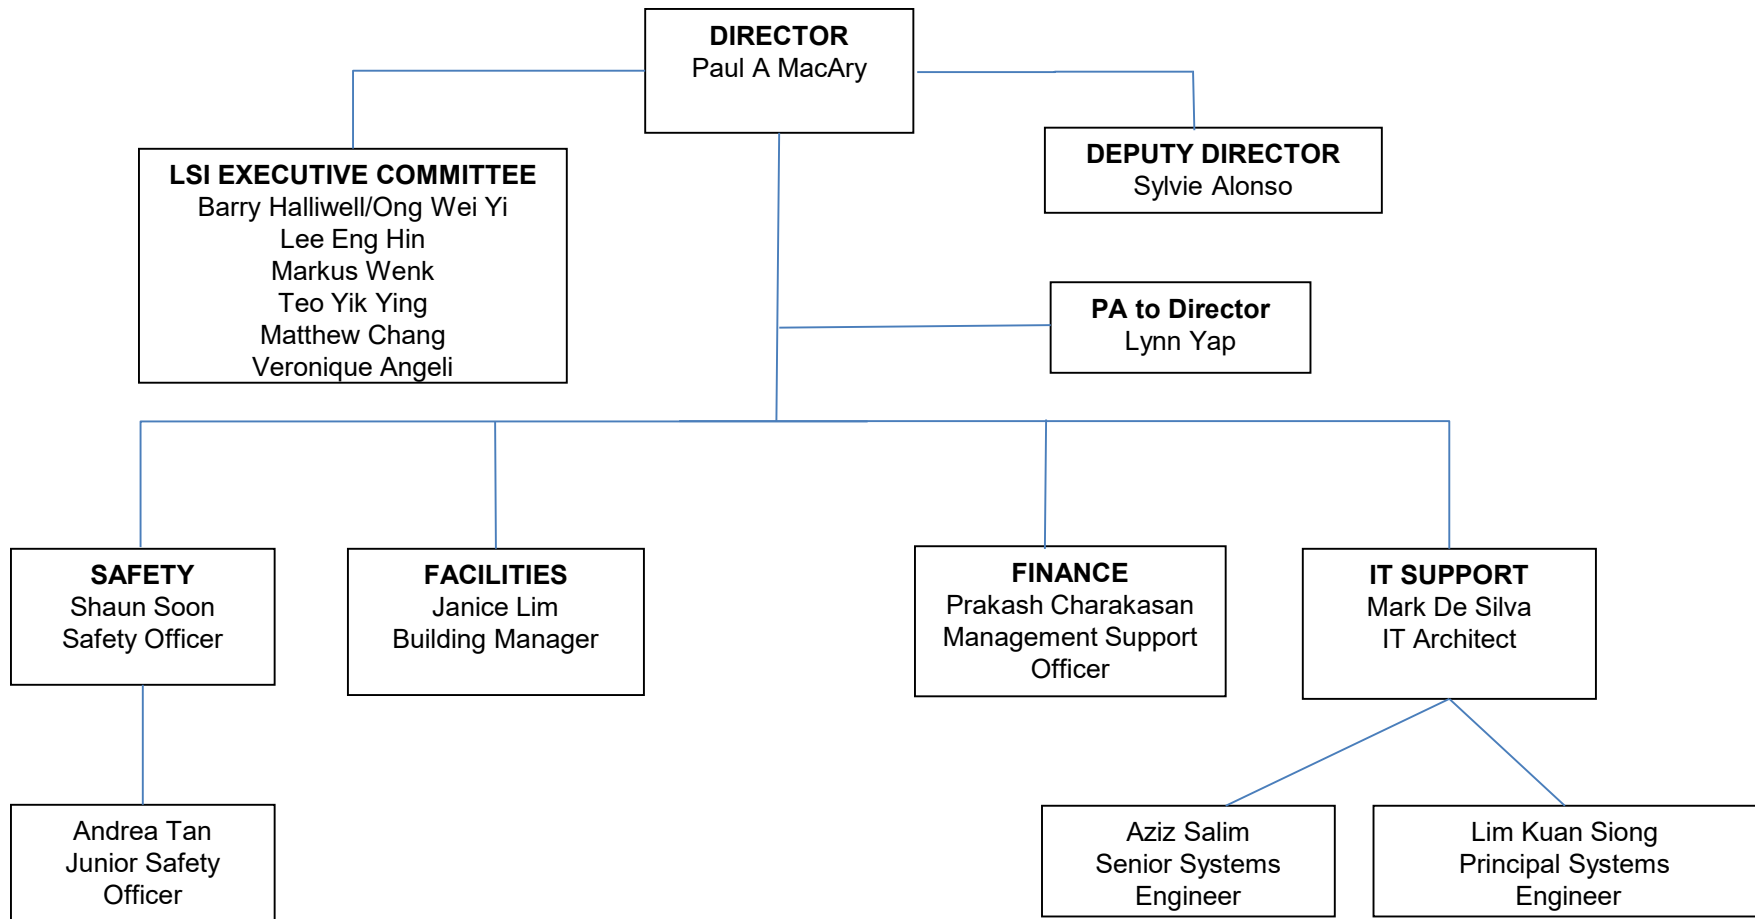 DIRECTOR
Paul A MacAry
LSI EXECUTIVE COMMITTEE
Barry Halliwell/Ong Wei Yi
Lee Eng Hin
Markus Wenk
Teo Yik Ying
Matthew Chang
Veronique Angeli
DEPUTY DIRECTOR
Sylvie Alonso
PA to Director
Lynn Yap
SAFETY
Shaun Soon
Safety Officer
FACILITIES
Janice Lim
Building Manager
FINANCE
Prakash Charakasan
Management Support
Officer
IT SUPPORT
Mark De Silva
IT Architect
Andrea Tan
Junior Safety
Officer
Aziz Salim
Senior Systems
Engineer
Lim Kuan Siong
Principal Systems
Engineer